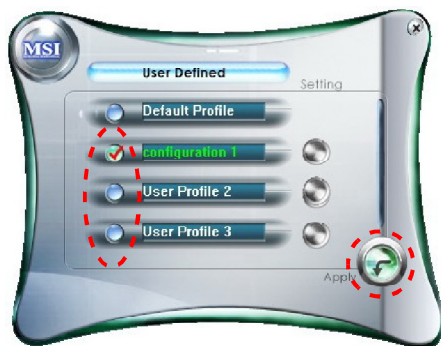 MSI
User Defined
Setting
Default Profile
configuration 1
User Profile 2
User Profile 3
Apply